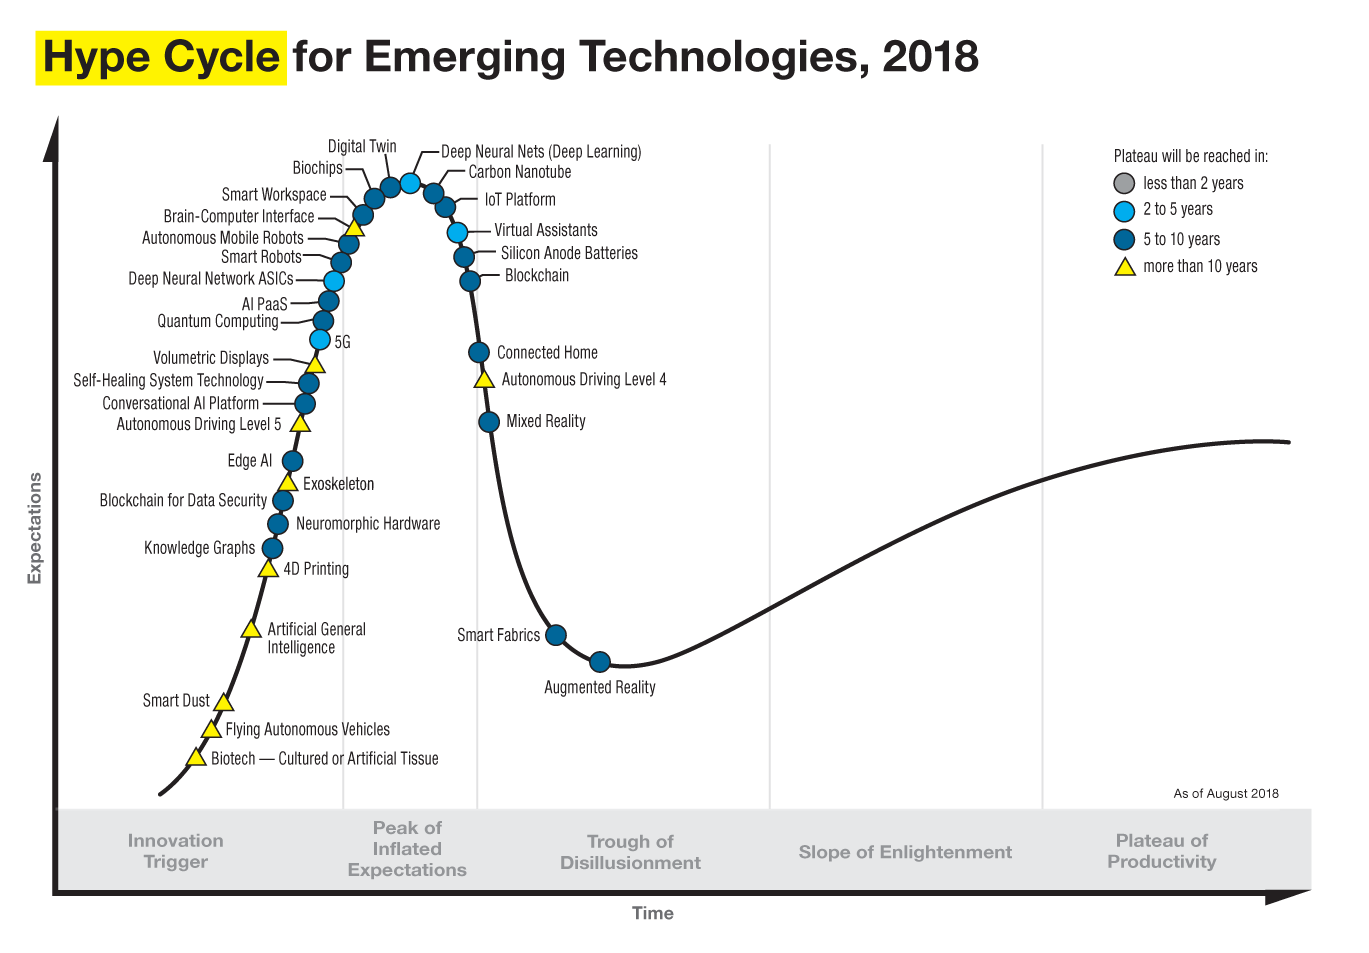 Hype Cycle for Emerging Technologies, 2018
Plateau will be reached in:
less than 2 years
2 to 5 years
5 to 10 years
more than 10 years
Digital Twin
Deep Neural Nets (Deep Learning)
Biochips
Carbon Nanotube
Smart Workspace
IoT Platform
Brain-Computer Interface
Virtual Assistants
Autonomous Mobile Robots
Silicon Anode Batteries
Smart Robots
Blockchain
Deep Neural Network ASICs
AI PaaS
Quantum Computing
5G
Connected Home
Volumetric Displays
Autonomous Driving Level 4
Self-Healing System Technology
Conversational AI Platform
Mixed Reality
Autonomous Driving Level 5
Edge AI
Exoskeleton
Blockchain for Data Security
Neuromorphic Hardware
Knowledge Graphs
4D Printing
Artificial General
Intelligence
Smart Fabrics
Augmented Reality
Smart Dust
Flying Autonomous Vehicles
Biotech — Cultured or Artificial Tissue
Expectations
As of August 2018
Innovation
Trigger
Peak of
Inflated
Expectations
Trough of
Disillusionment
Slope of Enlightenment
Plateau of
Productivity
Time